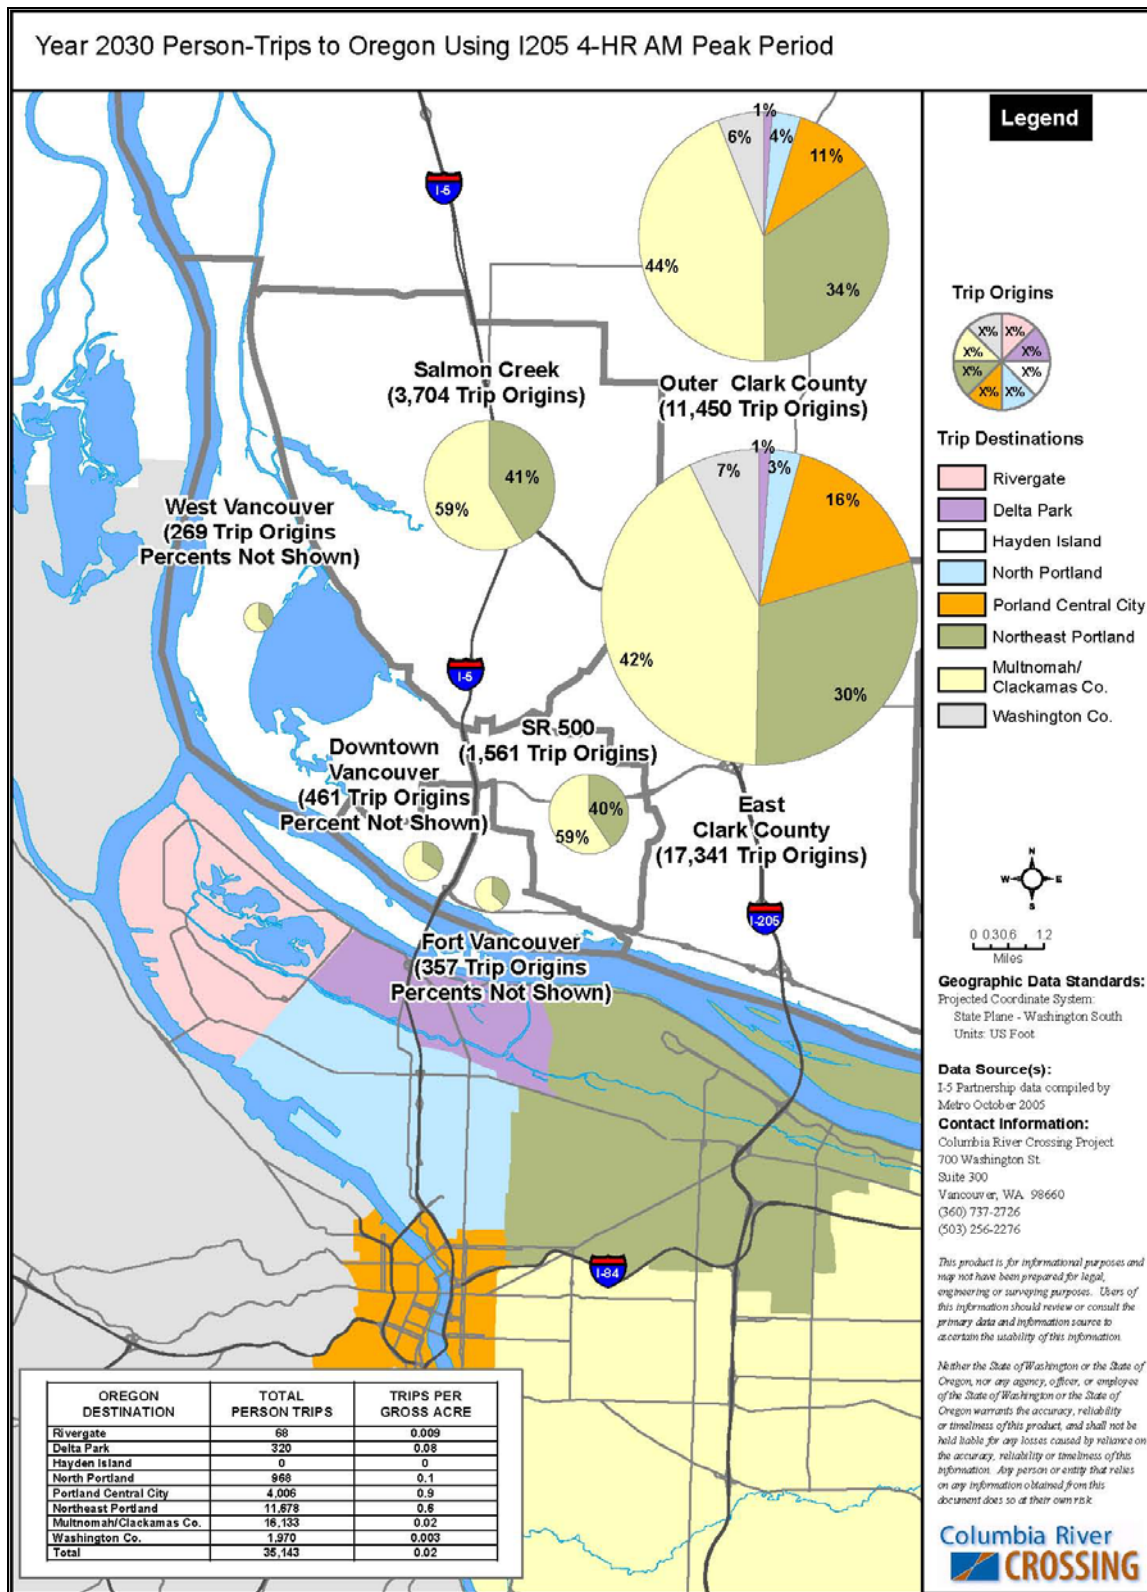 Year 2030 Person-Trips to Oregon Using I205 4-HR AM Peak Period
Legend
I-5
1%
6%
4%
11%
44%
34%
Trip Origins
X% X%
X% X%
X% X%
X% X%
Salmon Creek
(3,704 Trip Origins)
Outer Clark County
(11,450 Trip Origins)
41%
59%
1%
7%
3%
16%
42%
30%
Trip Destinations
Rivergate
Delta Park
Hayden Island
North Portland
Porland Central City
Northeast Portland
Multnomah/
Clackamas Co.
Washington Co.
West Vancouver
(269 Trip Origins
Percents Not Shown)
I-5
SR 500
(1,561 Trip Origins)
40%
59%
Downtown
Vancouver
(461 Trip Origins
Percent Not Shown)
East
Clark County
(17,341 Trip Origins)
I-205
Fort Vancouver
(357 Trip Origins
Percents Not Shown)
I-84
N
W E
S
0 0.30.6 1.2
Miles
Geographic Data Standards:
Projected Coordinate System:
State Plane - Washington South
Units: US Foot
Data Source(s):
I-5 Partnership data compiled by
Metro October 2005
Contact Information:
Columbia River Crossing Project
700 Washington St.
Suite 300
Vancouver, WA 98660
(360) 737-2726
(503) 256-2276
This product is for informational purposes and
may not have been prepared for legal,
engineering or surveying purposes. Users of
this information should review or consult the
primary data and information source to
ascertain the usability of this information.
Neither the State of Washington or the State of
Oregon, nor any agency, officer, or employee
of the State of Washington or the State of
Oregon warrants the accuracy, reliability
or timeliness of this product, and shall not be
held liable for any losses caused by reliance on
the accuracy, reliability or timeliness of this
information. Any person or entity that relies
on any information obtained from this
document does so at their own risk.
Columbia River
CROSSING
OREGON DESTINATION TOTAL PERSON TRIPS TRIPS PER GROSS ACRE
Rivergate 68 0.009
Delta Park 320 0.08
Hayden Island 0 0
North Portland 968 0.1
Portland Central City 4,006 0.9
Northeast Portland 11,678 0.6
Multnomah/Clackamas Co. 16,133 0.02
Washington Co. 1,970 0.003
Total 35,143 0.02